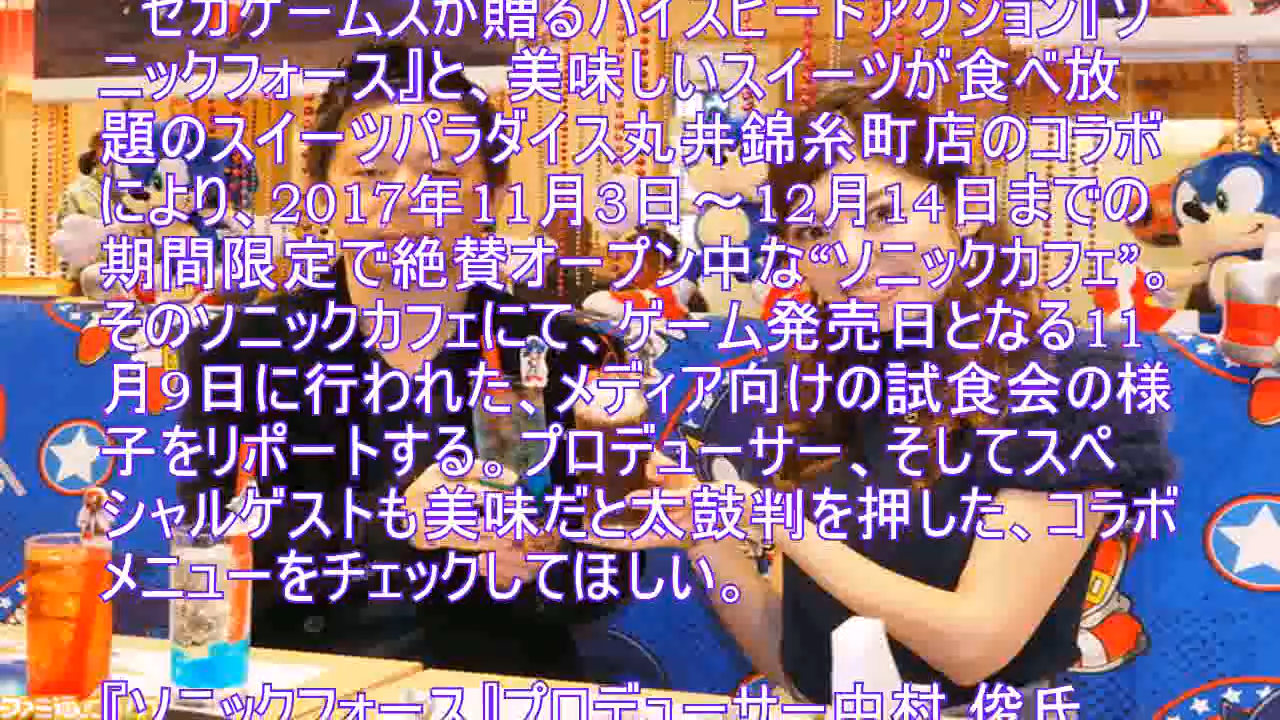 セガゲームスが贈るハイスピードアクション『ソ
ニックフォース』と、美味しいスイーツが食べ放
題のスイーツパラダイス丸井錦糸町店のコラボ
により、2017年11月3日～12月14日までの
期間限定で絶賛オープン中な“ソニックカフェ”。
そのソニックカフェにて、ゲーム発売日となる11
月9日に行われた、メディア向けの試食会の様
子をリポートする。プロデューサー、そしてスペ
シャルゲストも美味だと太鼓判を押した、コラボ
メニューをチェックしてほしい。
『ソニックフォース』プロデューサー中村 俊氏